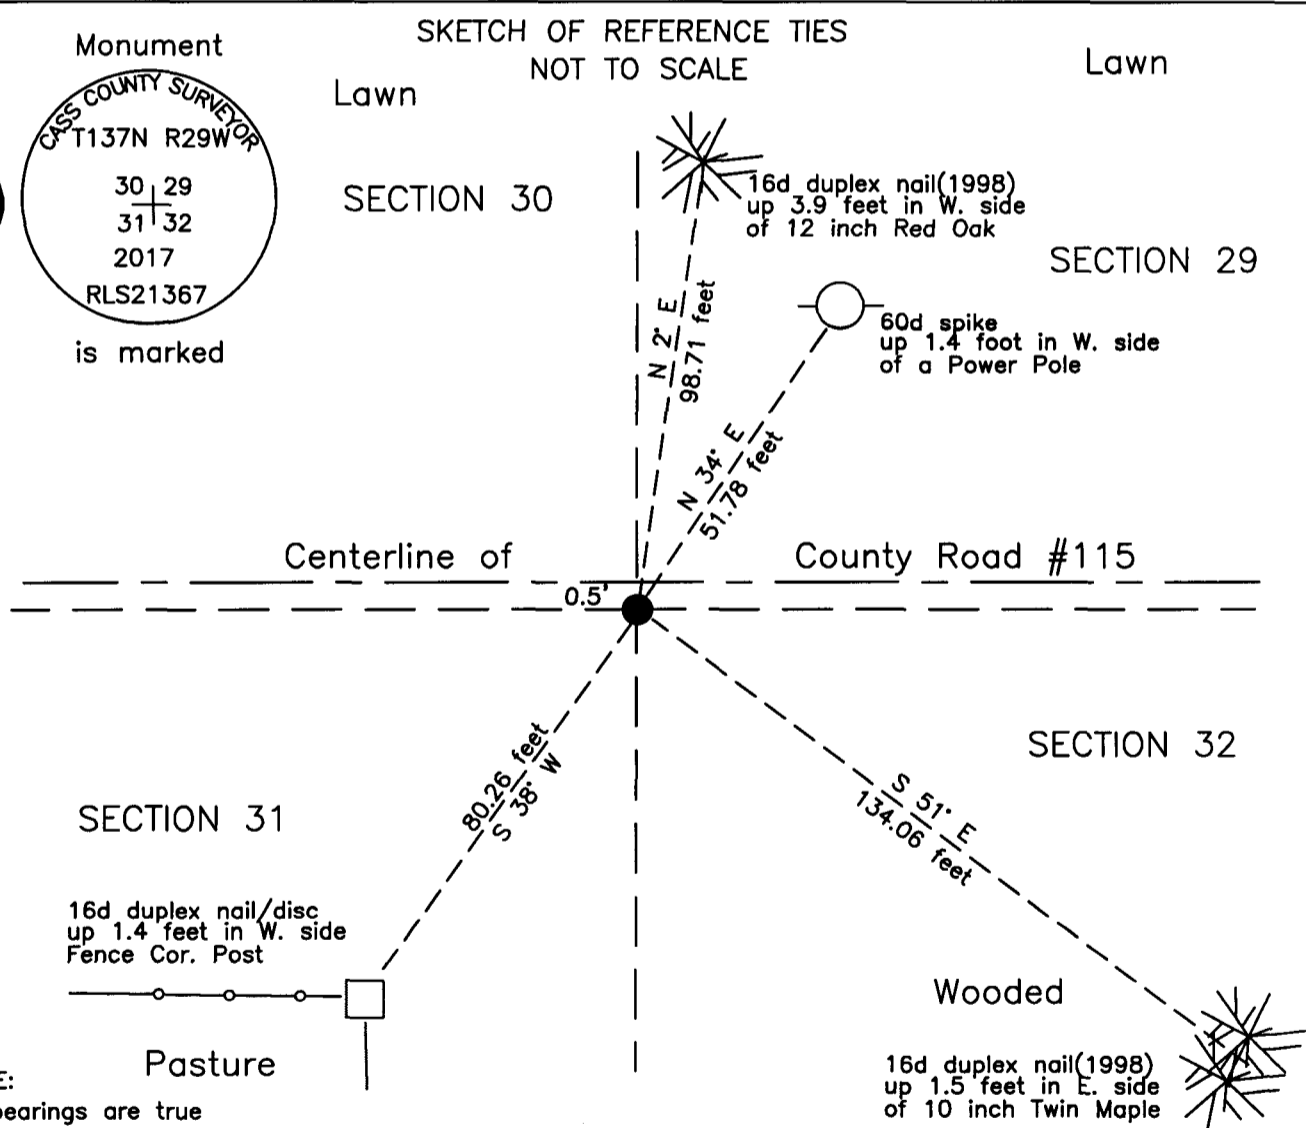 SKETCH OF REFERENCE TIES
NOT TO SCALE
Monument
CASS COUNTY SURVEYOR
T137N R29W
30 29
31 32
2017
RLS21367
is marked
Lawn
Lawn
SECTION 30
16d duplex nail(1998)
up 3.9 feet in W. side
of 12 inch Red Oak
SECTION 29
60d spike
up 1.4 foot in W. side
of a Power Pole
N 2° E
98.71 feet
N 34° E
51.78 feet
Centerline of County Road #115
0.5'
80.26 feet
S 38° W
S 51° E
134.06 feet
SECTION 32
SECTION 31
16d duplex nail/disc
up 1.4 feet in W. side
Fence Cor. Post
Pasture
Wooded
16d duplex nail(1998)
up 1.5 feet in E. side
of 10 inch Twin Maple
E:
bearings are true